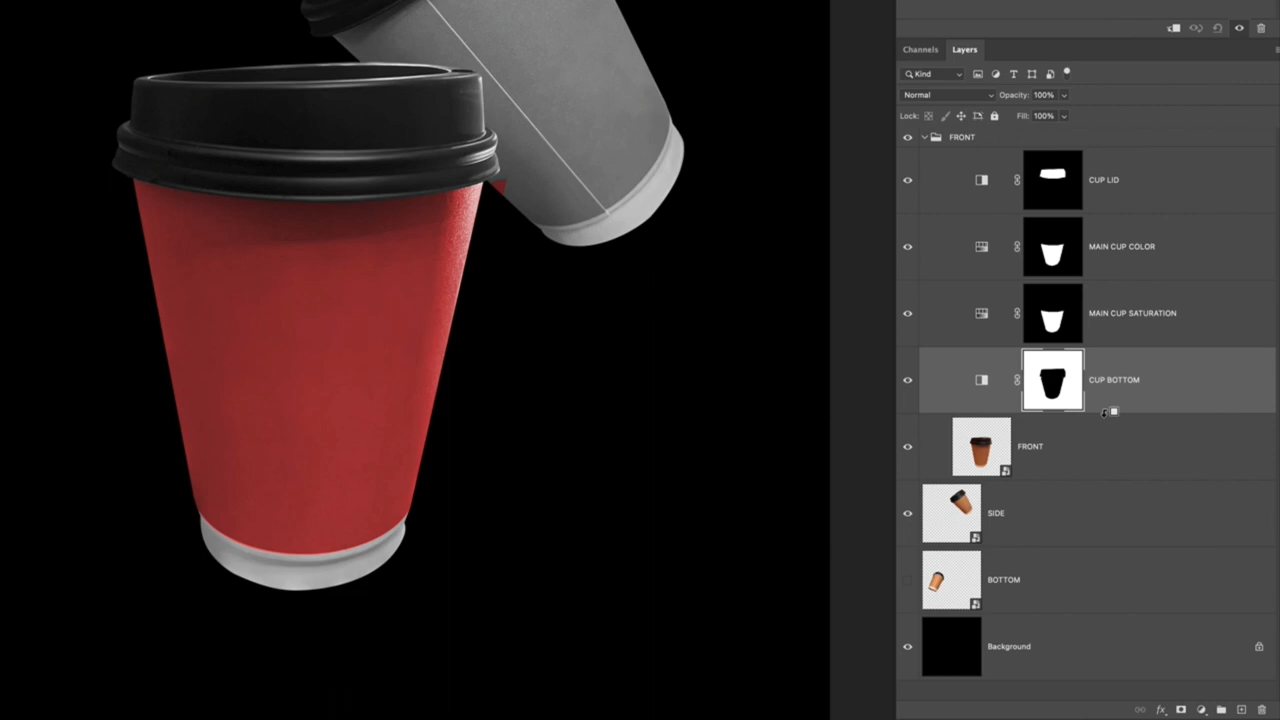 Channels Layers
Kind
Normal Opacity: 100%
Lock: Fill: 100%
FRONT
CUP LID
MAIN CUP COLOR
MAIN CUP SATURATION
CUP BOTTOM
FRONT
SIDE
BOTTOM
Background
fx